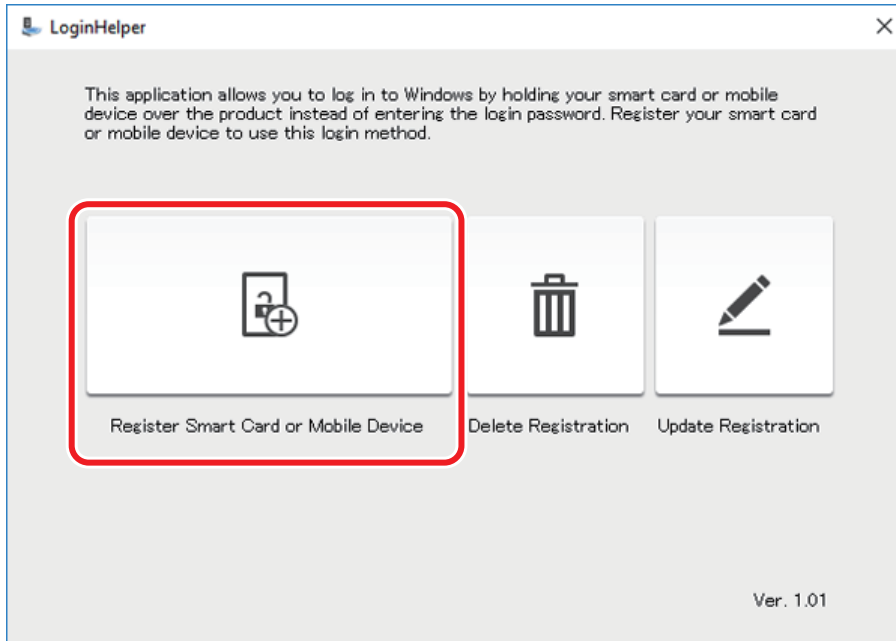 LoginHelper
This application allows you to log in to Windows by holding your smart card or mobile
device over the product instead of entering the login password. Register your smart card
or mobile device to use this login method.
Register Smart Card or Mobile Device
Delete Registration
Update Registration
Ver. 1.01